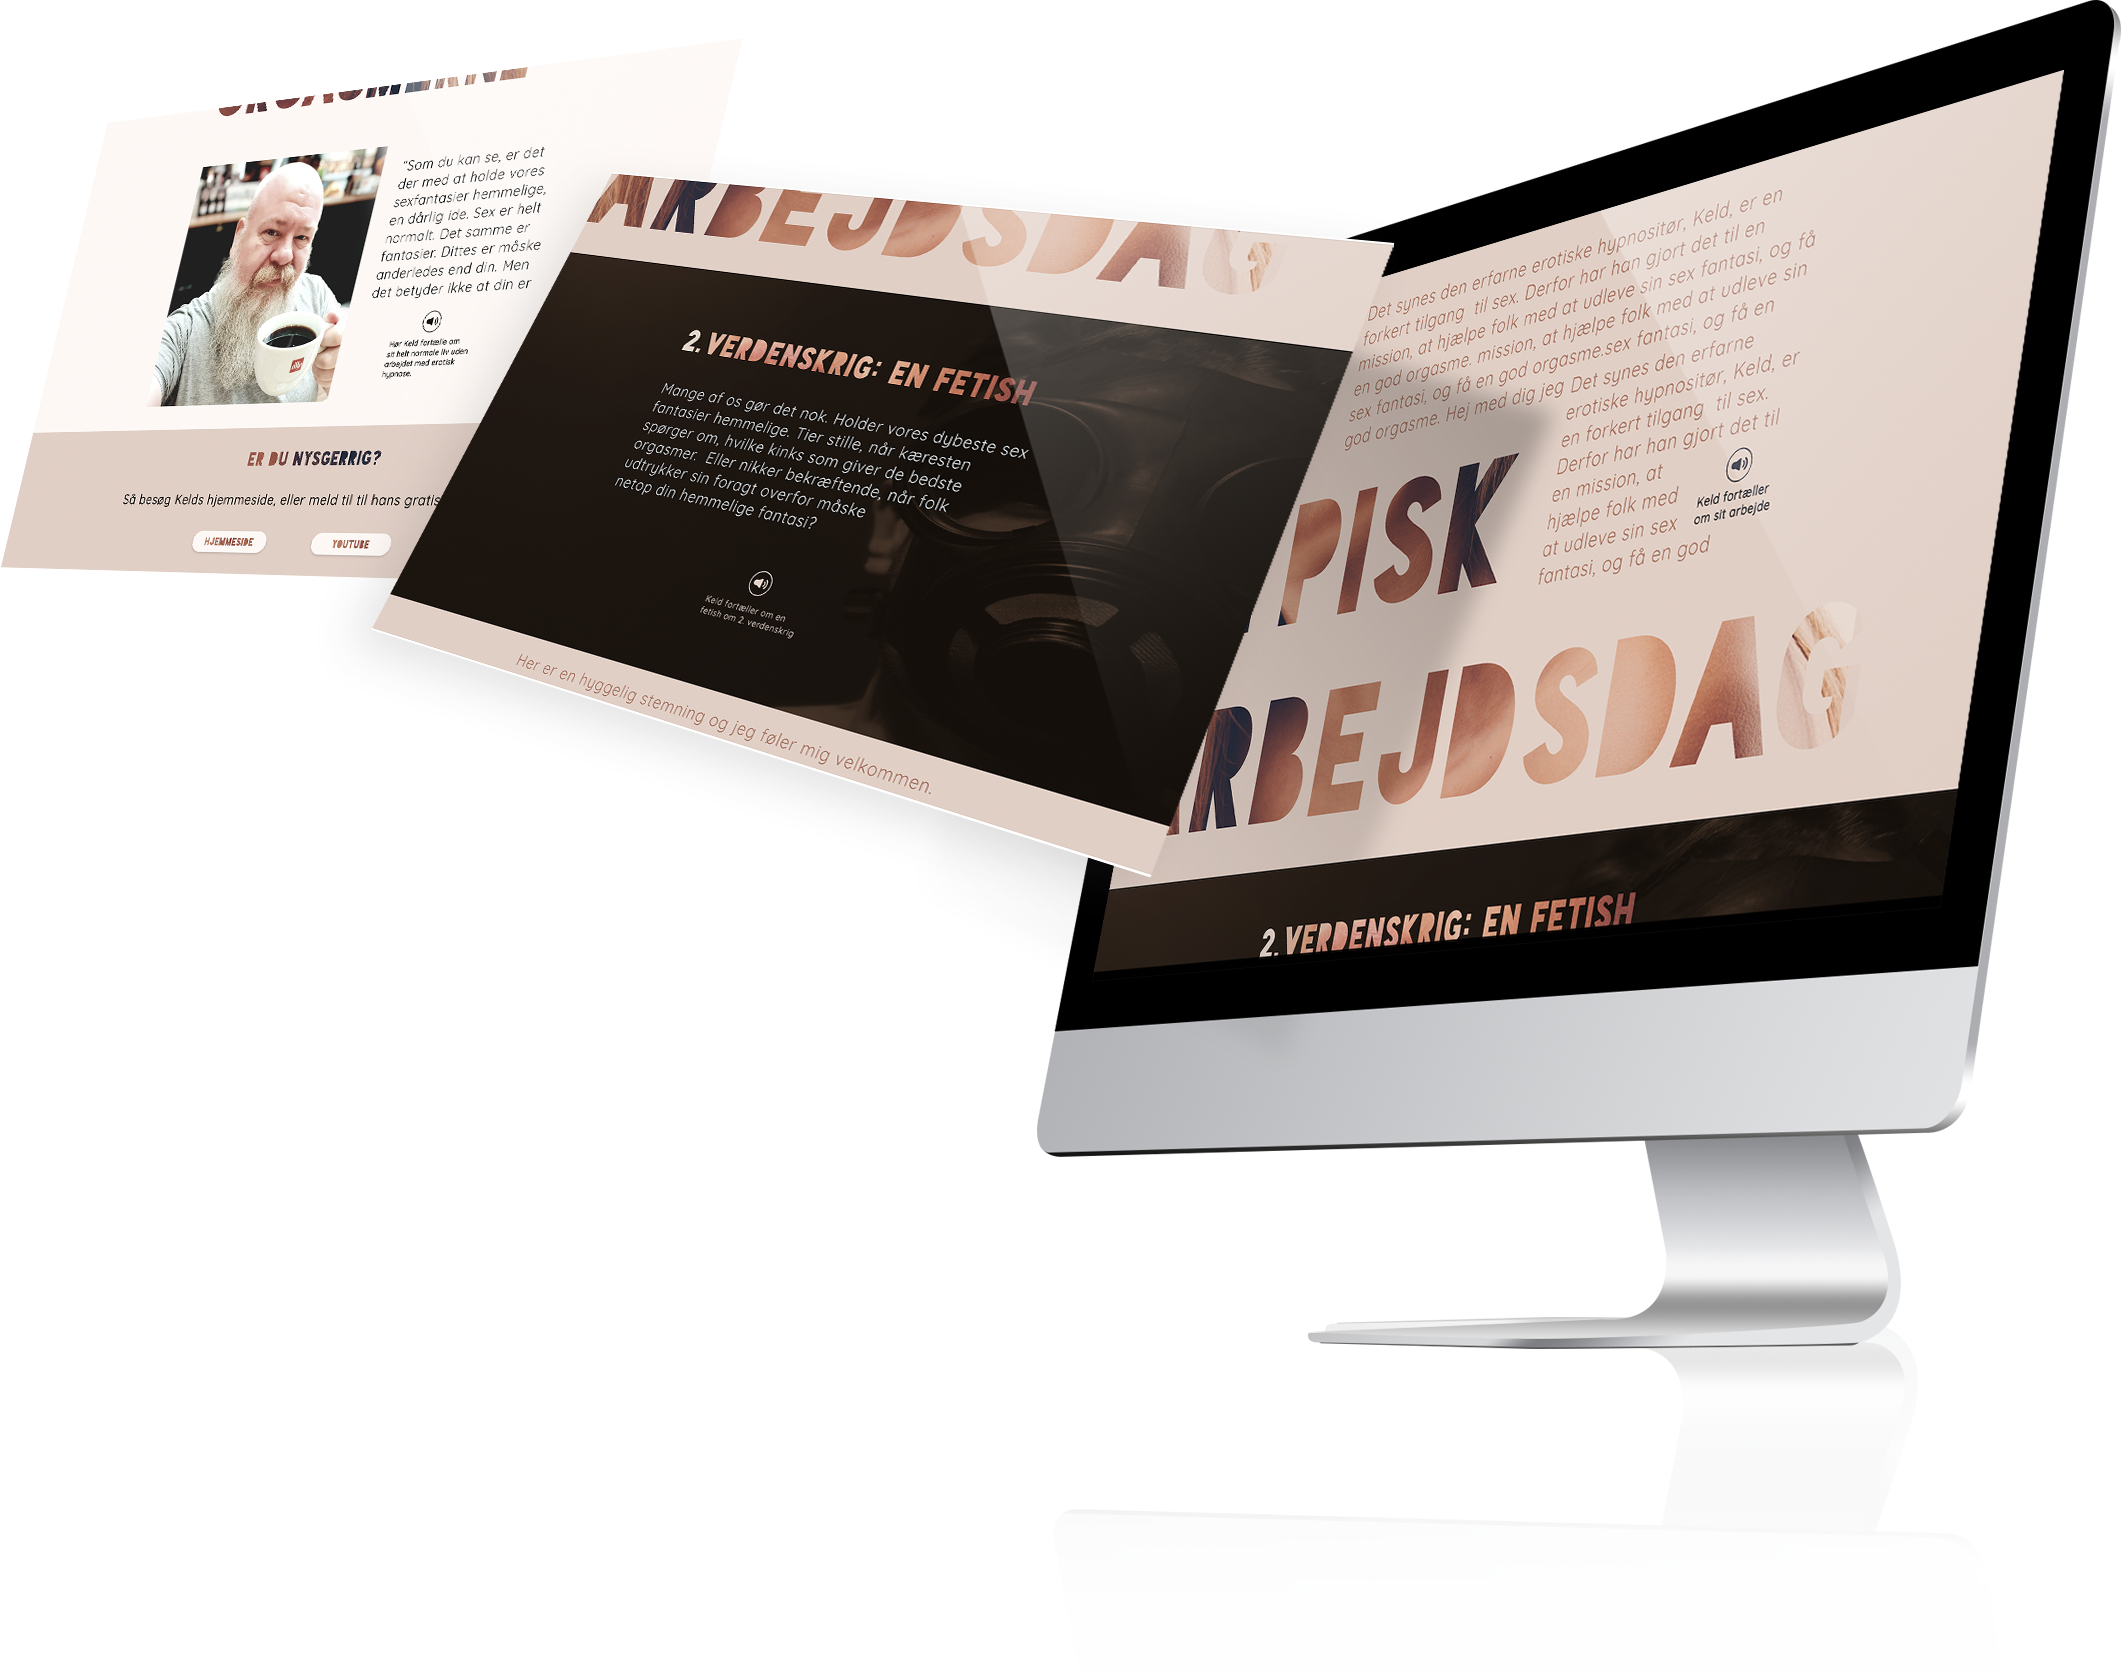 ORGASMERNE
"Som du kan se, er det
der med at holde vores
sexfantasier hemmelige,
en dårlig ide. Sex er helt
normalt. Det samme er
fantasier. Dittes er måske
anderledes end din. Men
det betyder ikke at din er
Hør Keld fortælle om
sit helt normale liv uden
arbejdet med erotisk
hypnose.
illy
ER DU NYSGERRIG?
Så besøg Kelds hjemmeside, eller meld til til hans gratis
HJEMMESIDE
YOUTUBE
ARBEJDSDAG
2. VERDENSKRIG: EN FETISH
Mange af os gør det nok. Holder vores dybeste sex
fantasier hemmelige. Tier stille, når kæresten
spørger om, hvilke kinks som giver de bedste
orgasmer. Eller nikker bekræftende, når folk
udtrykker sin foragt overfor måske
netop din hemmelige fantasi?
Keld fortæller om en
fetish om 2. verdenskrig
Her er en hyggelig stemning og jeg føler mig velkommen.
Det synes den erfarne erotiske hypnositør, Keld, er en
forkert tilgang til sex. Derfor har han gjort det til en
mission, at hjælpe folk med at udleve sin sex fantasi, og få
en god orgasme. mission, at hjælpe folk med at udleve sin
sex fantasi, og få en god orgasme.sex fantasi, og få en
god orgasme. Hej med dig jeg Det synes den erfarne
erotiske hypnositør, Keld, er
en forkert tilgang til sex.
Derfor har han gjort det til
en mission, at
hjælpe folk med
at udleve sin sex
fantasi, og få en god
Keld fortæller
om sit arbejde
PISK
ARBEJDSDAG
2. VERDENSKRIG: EN FETISH